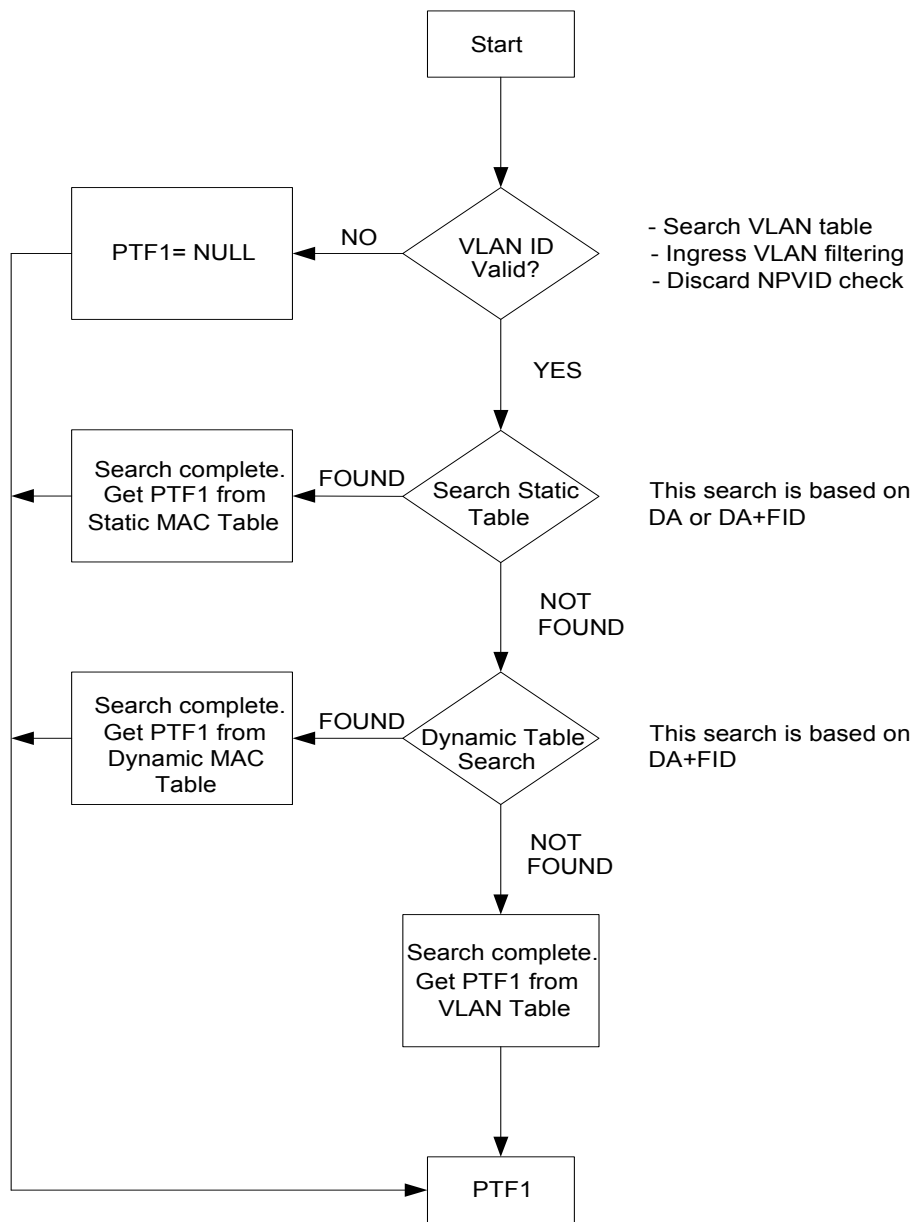 Start
PTF1= NULL
NO
VLAN ID
Valid?
- Search VLAN table
- Ingress VLAN filtering
- Discard NPVID check
YES
Search complete.
Get PTF1 from
Static MAC Table
FOUND
Search Static
Table
This search is based on
DA or DA+FID
NOT
FOUND
Search complete.
Get PTF1 from
Dynamic MAC
Table
FOUND
Dynamic Table
Search
This search is based on
DA+FID
NOT
FOUND
Search complete.
Get PTF1 from
VLAN Table
PTF1